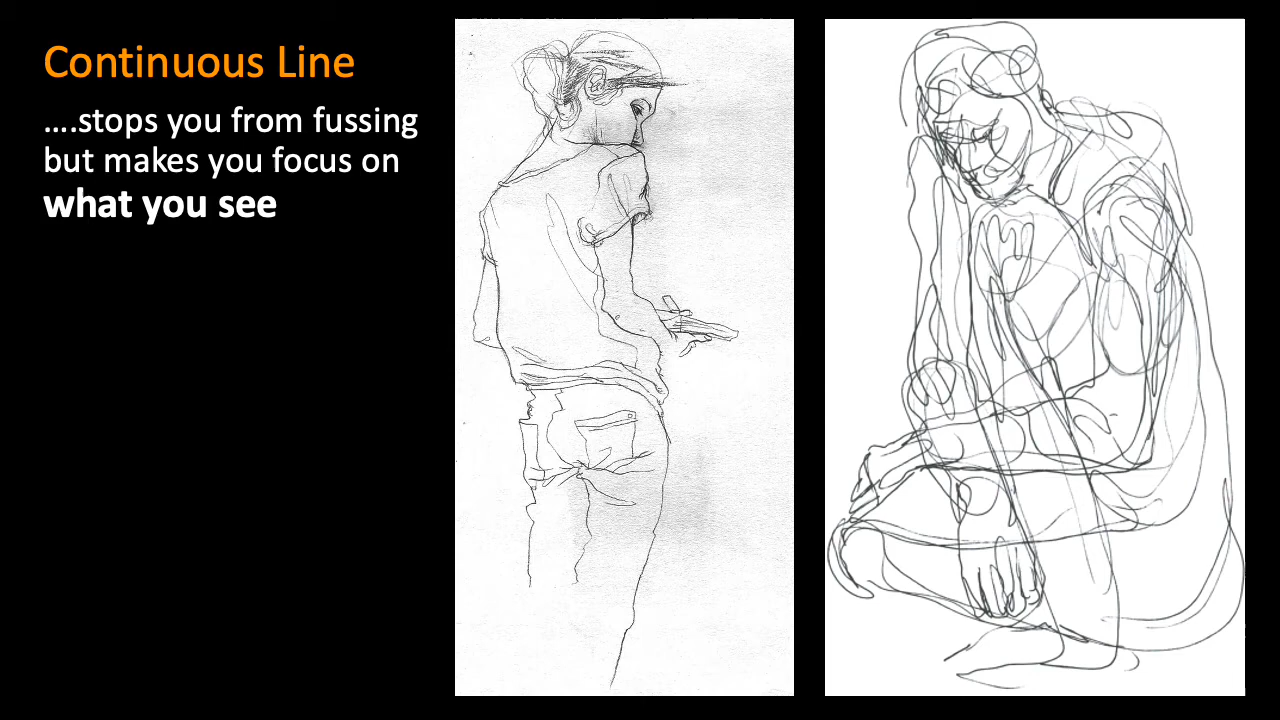 Continuous Line
….stops you from fussing
but makes you focus on
what you see